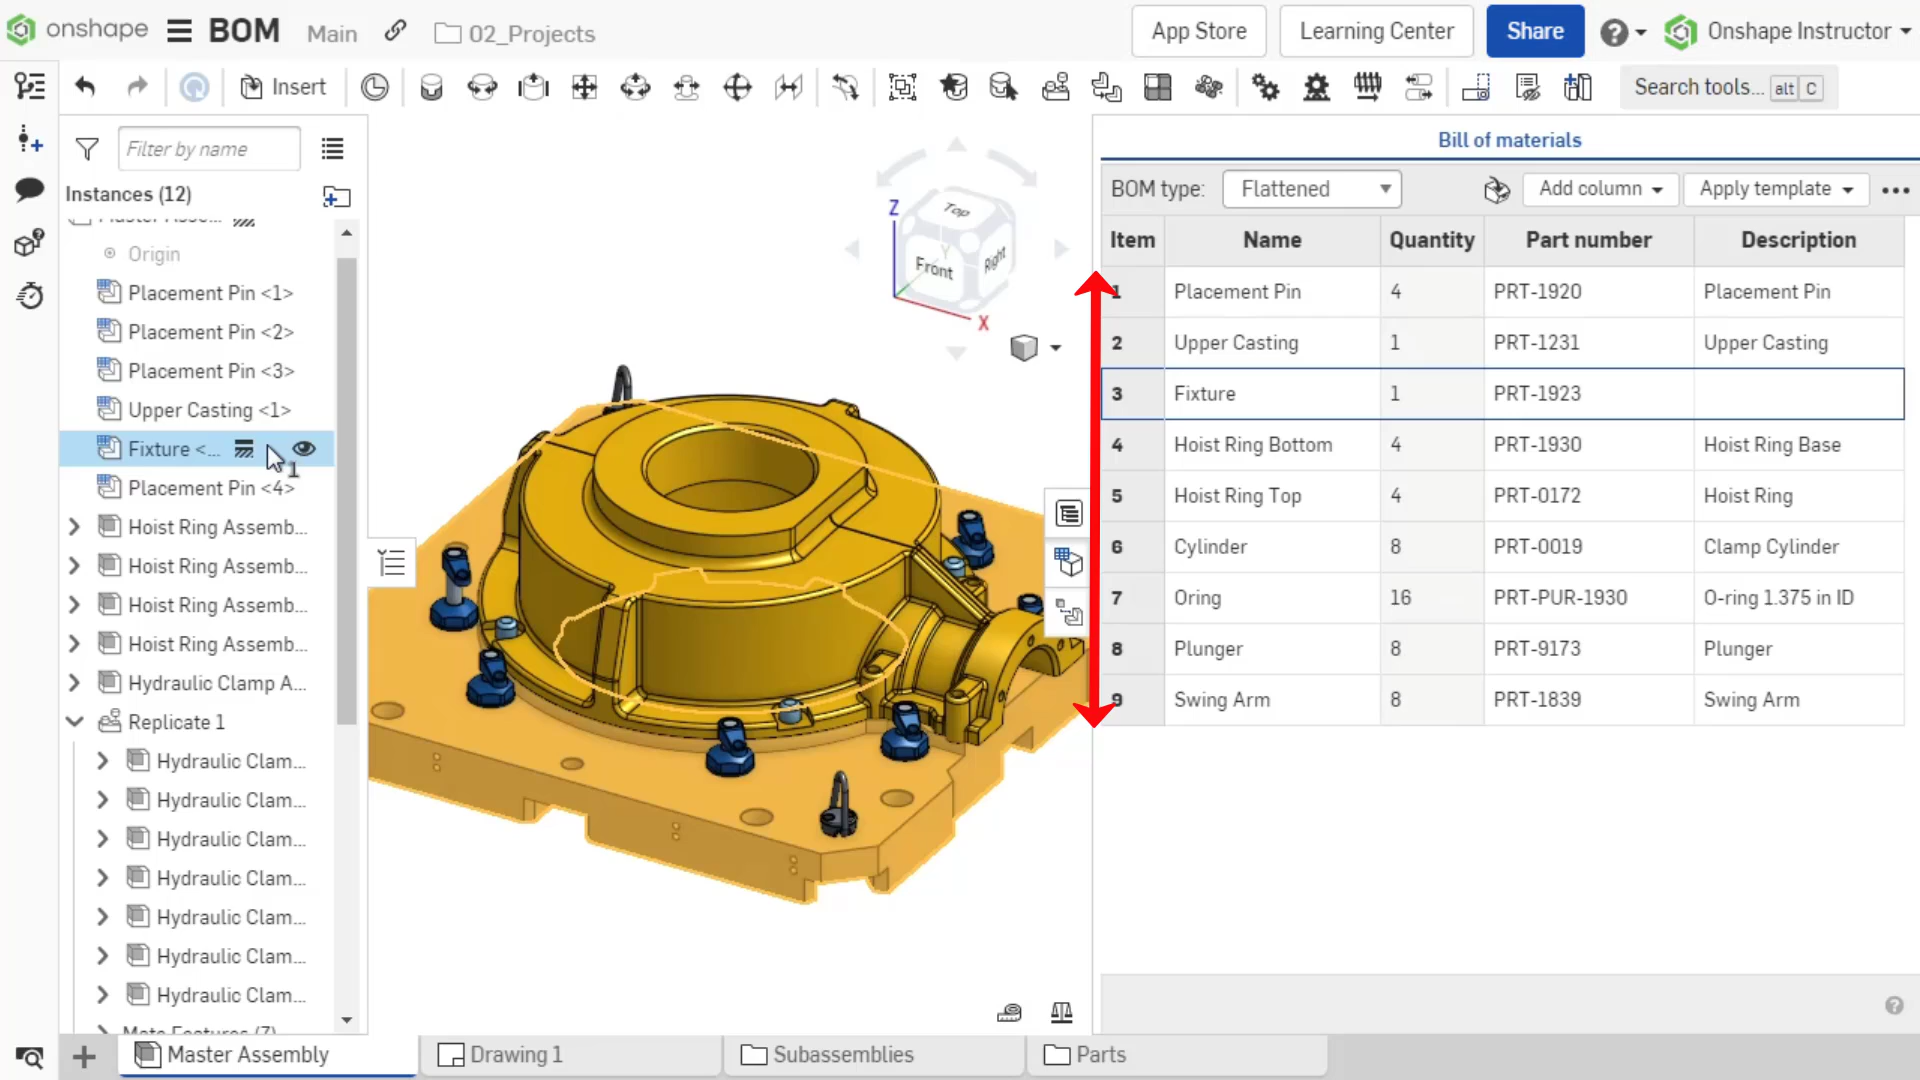 onshape BOM Main 02_Projects App Store Learning Center Share Onshape Instructor
Insert Search tools... alt C
Filter by name
Instances (12)
Origin
Placement Pin <1>
Placement Pin <2>
Placement Pin <3>
Upper Casting <1>
Fixture <...
1
Placement Pin <4>
Hoist Ring Assemb...
Hoist Ring Assemb...
Hoist Ring Assemb...
Hoist Ring Assemb...
Hydraulic Clamp A...
Replicate 1
Hydraulic Clam...
Hydraulic Clam...
Hydraulic Clam...
Hydraulic Clam...
Hydraulic Clam...
Hydraulic Clam...
Hydraulic Clam...
Mate Features (7)
Z
Top
Y
Front
Right
X
Bill of materials
BOM type: Flattened Add column Apply template
Item Name Quantity Part number Description
1 Placement Pin 4 PRT-1920 Placement Pin
2 Upper Casting 1 PRT-1231 Upper Casting
3 Fixture 1 PRT-1923
4 Hoist Ring Bottom 4 PRT-1930 Hoist Ring Base
5 Hoist Ring Top 4 PRT-0172 Hoist Ring
6 Cylinder 8 PRT-0019 Clamp Cylinder
7 Oring 16 PRT-PUR-1930 O-ring 1.375 in ID
8 Plunger 8 PRT-9173 Plunger
9 Swing Arm 8 PRT-1839 Swing Arm
Master Assembly Drawing 1 Subassemblies Parts